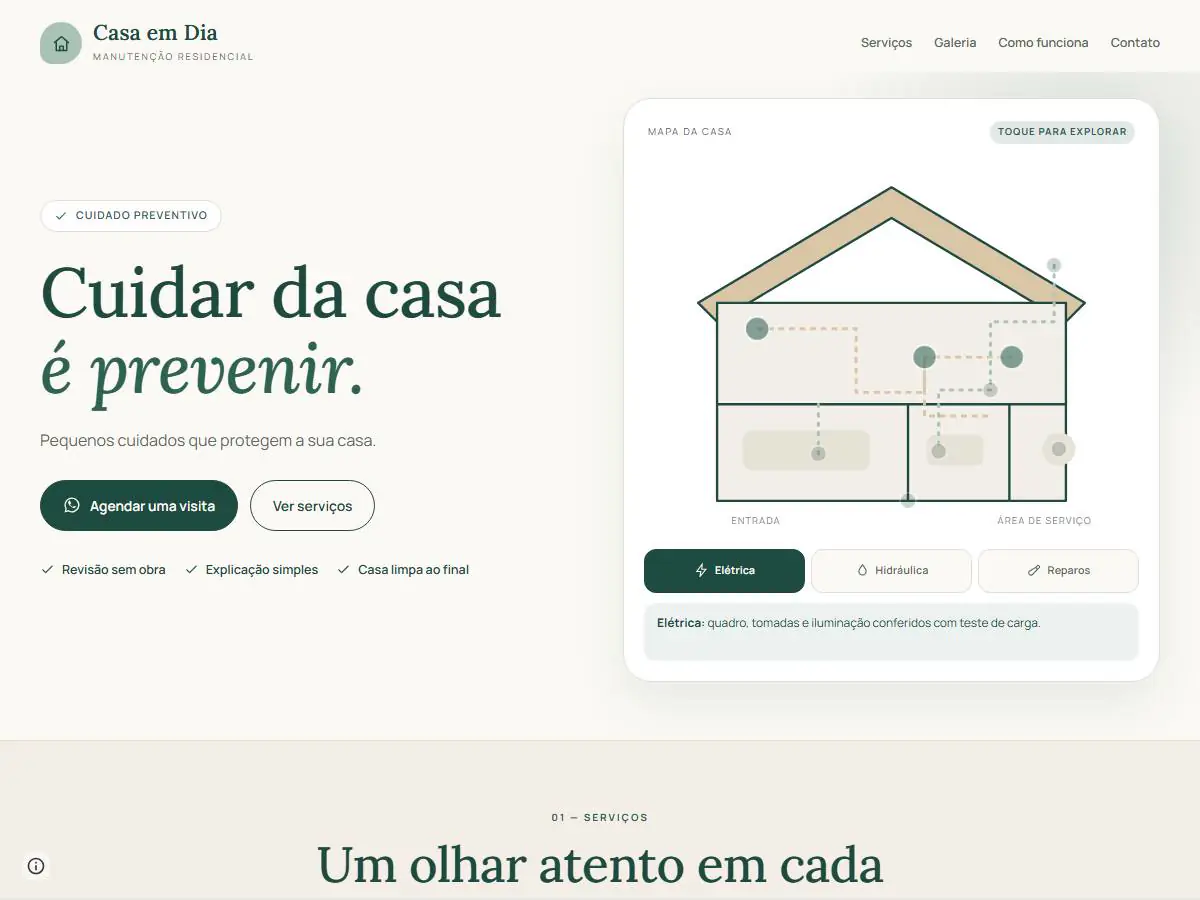 Casa em Dia
MANUTENÇÃO RESIDENCIAL
Serviços
Galeria
Como funciona
Contato
CUIDADO PREVENTIVO
Cuidar da casa
é prevenir.
Pequenos cuidados que protegem a sua casa.
Agendar uma visita
Ver serviços
Revisão sem obra
Explicação simples
Casa limpa ao final
MAPA DA CASA
TOQUE PARA EXPLORAR
ENTRADA
ÁREA DE SERVIÇO
Elétrica
Hidráulica
Reparos
Elétrica: quadro, tomadas e iluminação conferidos com teste de carga.
01 — SERVIÇOS
Um olhar atento em cada